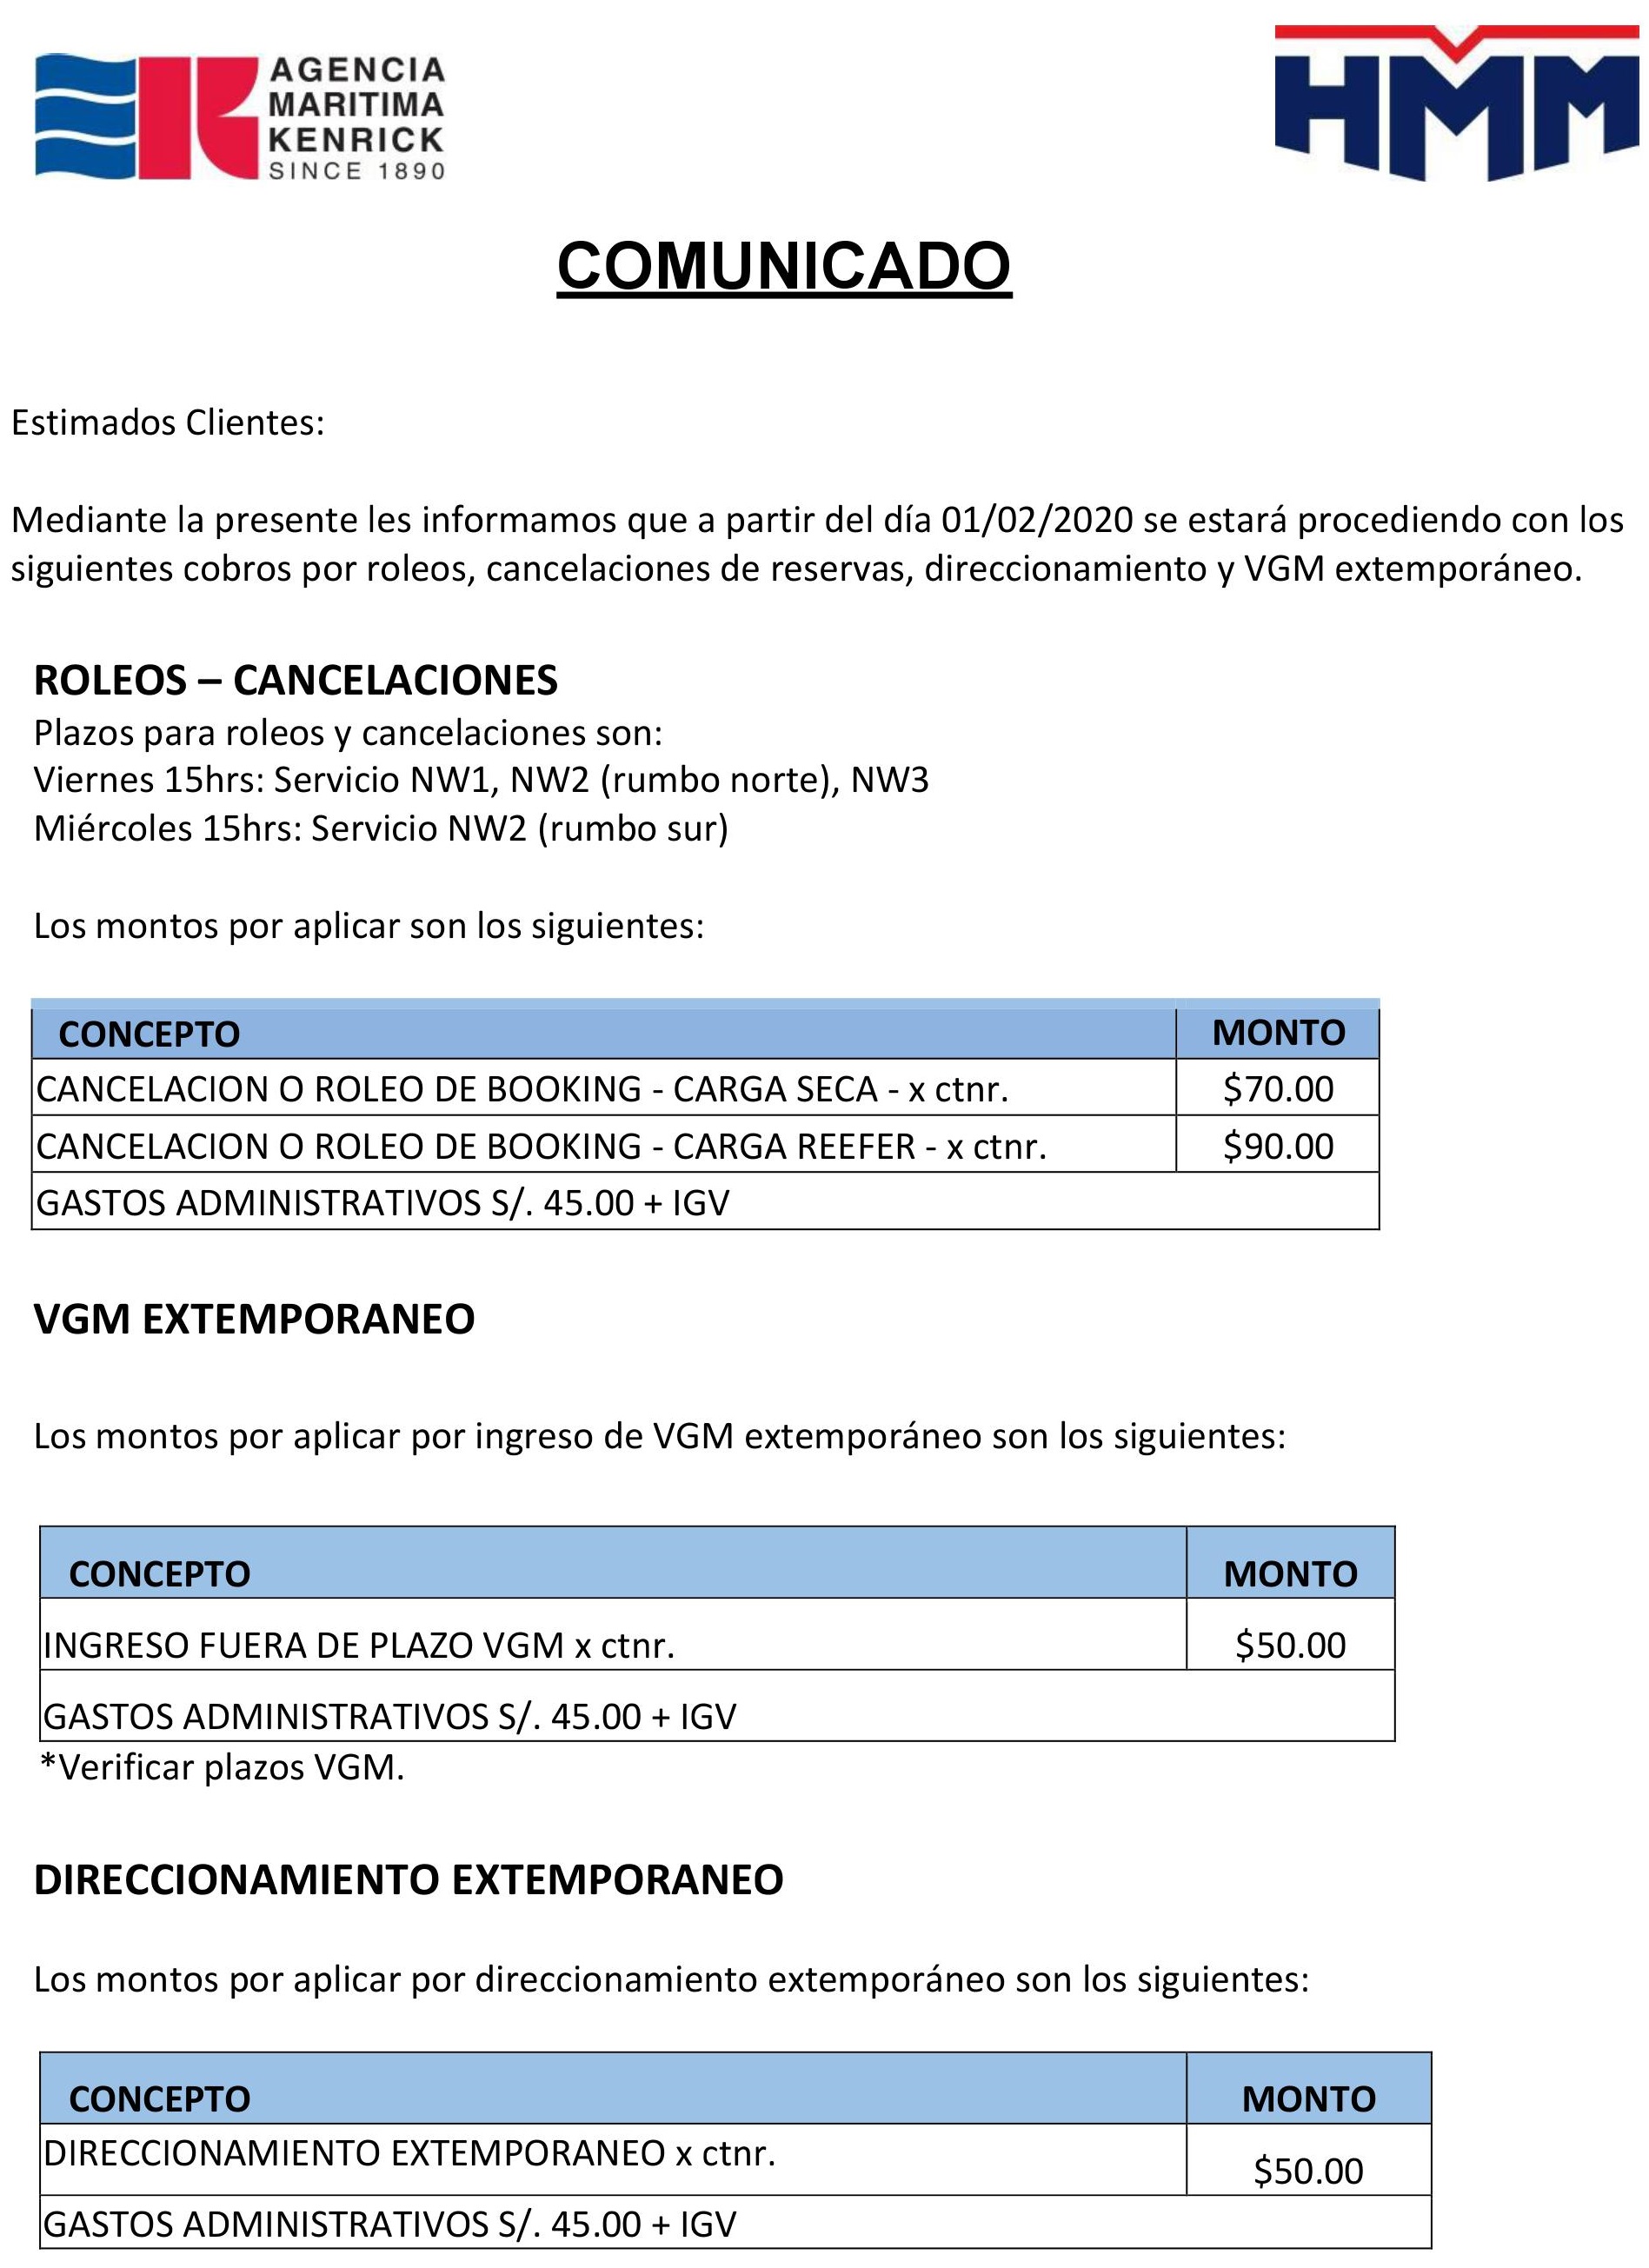 AGENCIA
MARITIMA
KENRICK
SINCE 1890
HMM
COMUNICADO
Estimados Clientes:
Mediante la presente les informamos que a partir del día 01/02/2020 se estará procediendo con los
siguientes cobros por roleos, cancelaciones de reservas, direccionamiento y VGM extemporáneo.
ROLEOS – CANCELACIONES
Plazos para roleos y cancelaciones son:
Viernes 15hrs: Servicio NW1, NW2 (rumbo norte), NW3
Miércoles 15hrs: Servicio NW2 (rumbo sur)
Los montos por aplicar son los siguientes:
CONCEPTO MONTO
CANCELACION O ROLEO DE BOOKING - CARGA SECA - x ctnr. $70.00
CANCELACION O ROLEO DE BOOKING - CARGA REEFER - x ctnr. $90.00
GASTOS ADMINISTRATIVOS S/. 45.00 + IGV
VGM EXTEMPORANEO
Los montos por aplicar por ingreso de VGM extemporáneo son los siguientes:
CONCEPTO MONTO
INGRESO FUERA DE PLAZO VGM x ctnr. $50.00
GASTOS ADMINISTRATIVOS S/. 45.00 + IGV
*Verificar plazos VGM.
DIRECCIONAMIENTO EXTEMPORANEO
Los montos por aplicar por direccionamiento extemporáneo son los siguientes:
CONCEPTO MONTO
DIRECCIONAMIENTO EXTEMPORANEO x ctnr. $50.00
GASTOS ADMINISTRATIVOS S/. 45.00 + IGV